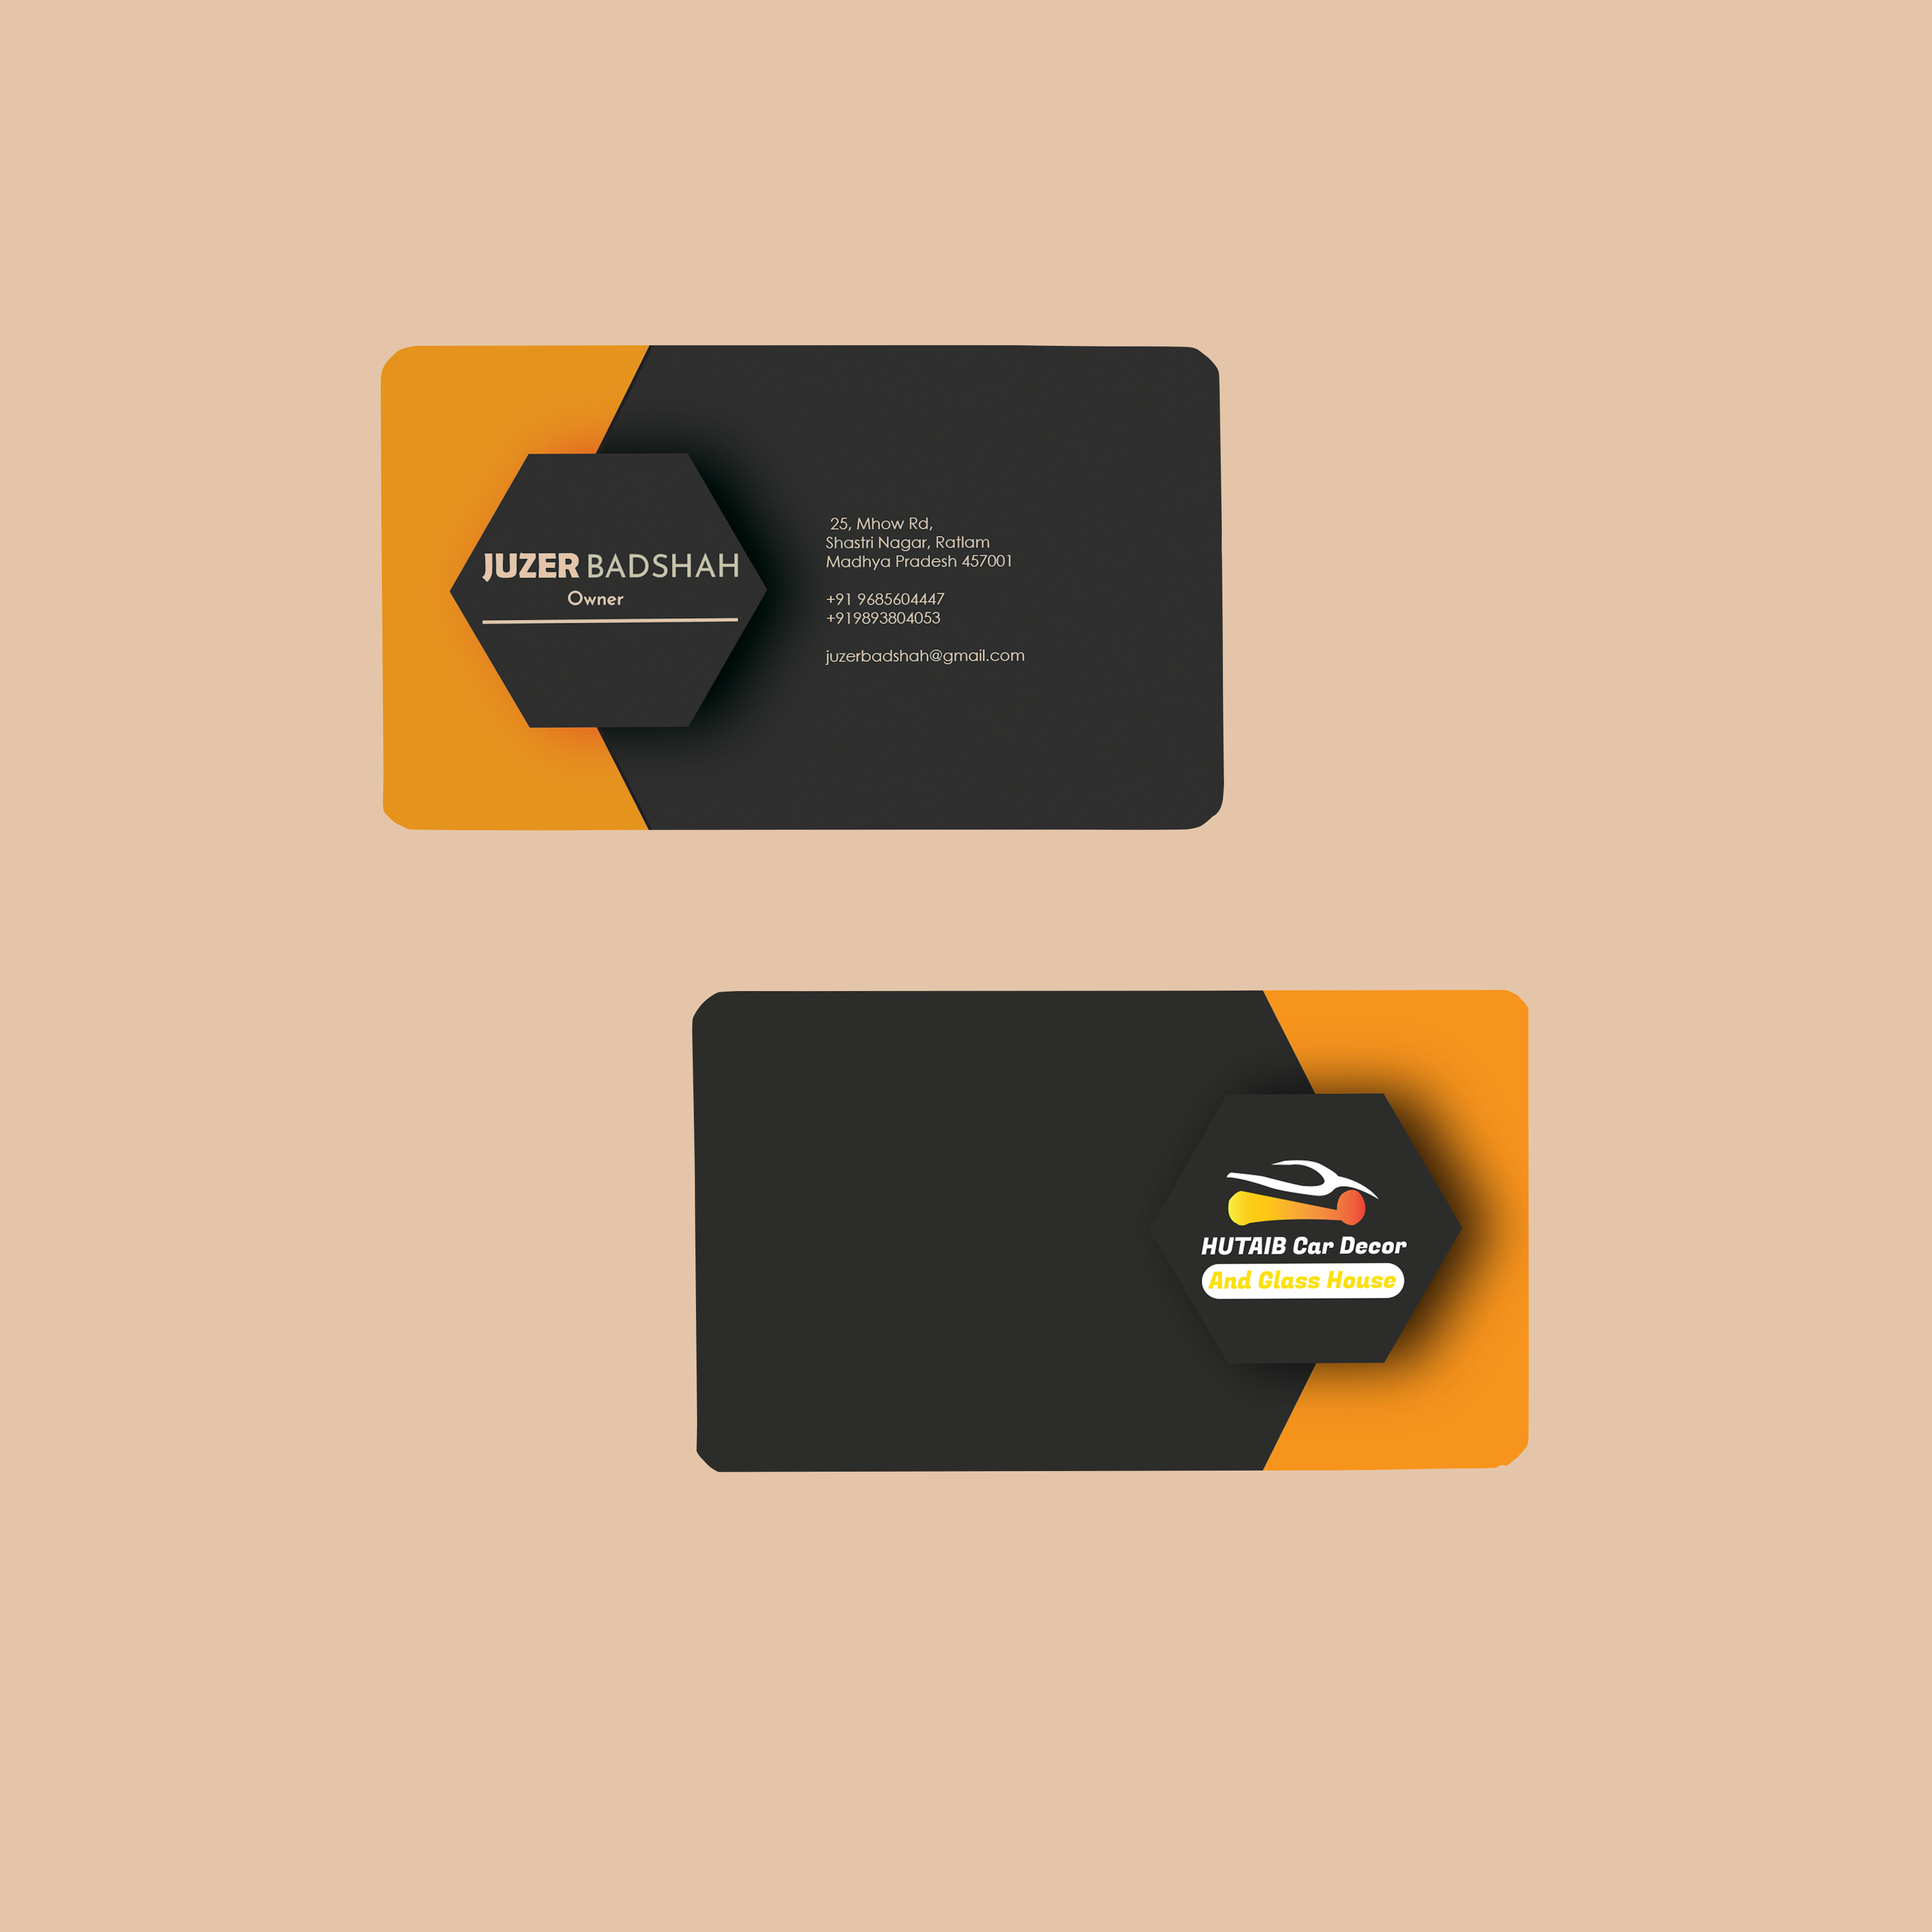 JUZER BADSHAH
Owner
25, Mhow Rd,
Shastri Nagar, Ratlam
Madhya Pradesh 457001
+91 9685604447
+919893804053
juzerbadshah@gmail.com
HUTAIB Car Decor
And Glass House